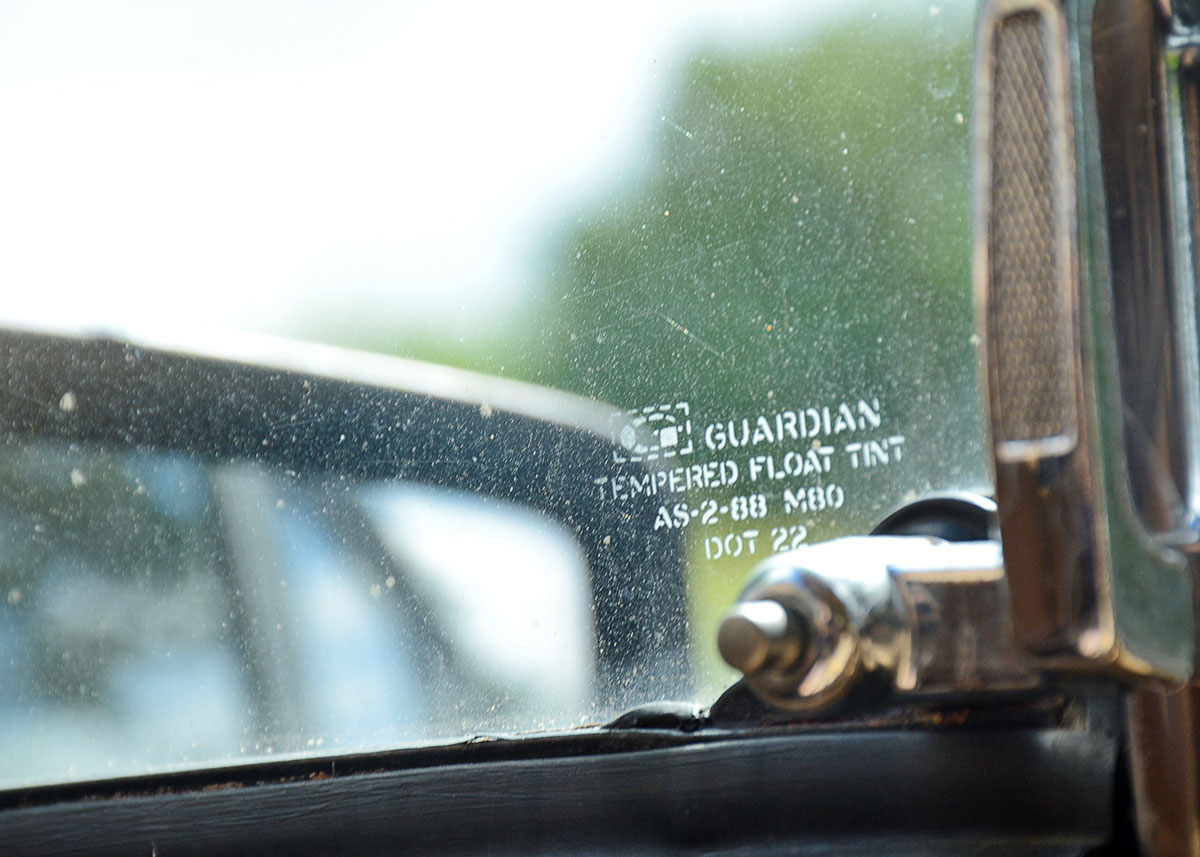 GUARDIAN
TEMPERED FLOAT TINT
AS-2-88 M80
DOT 22